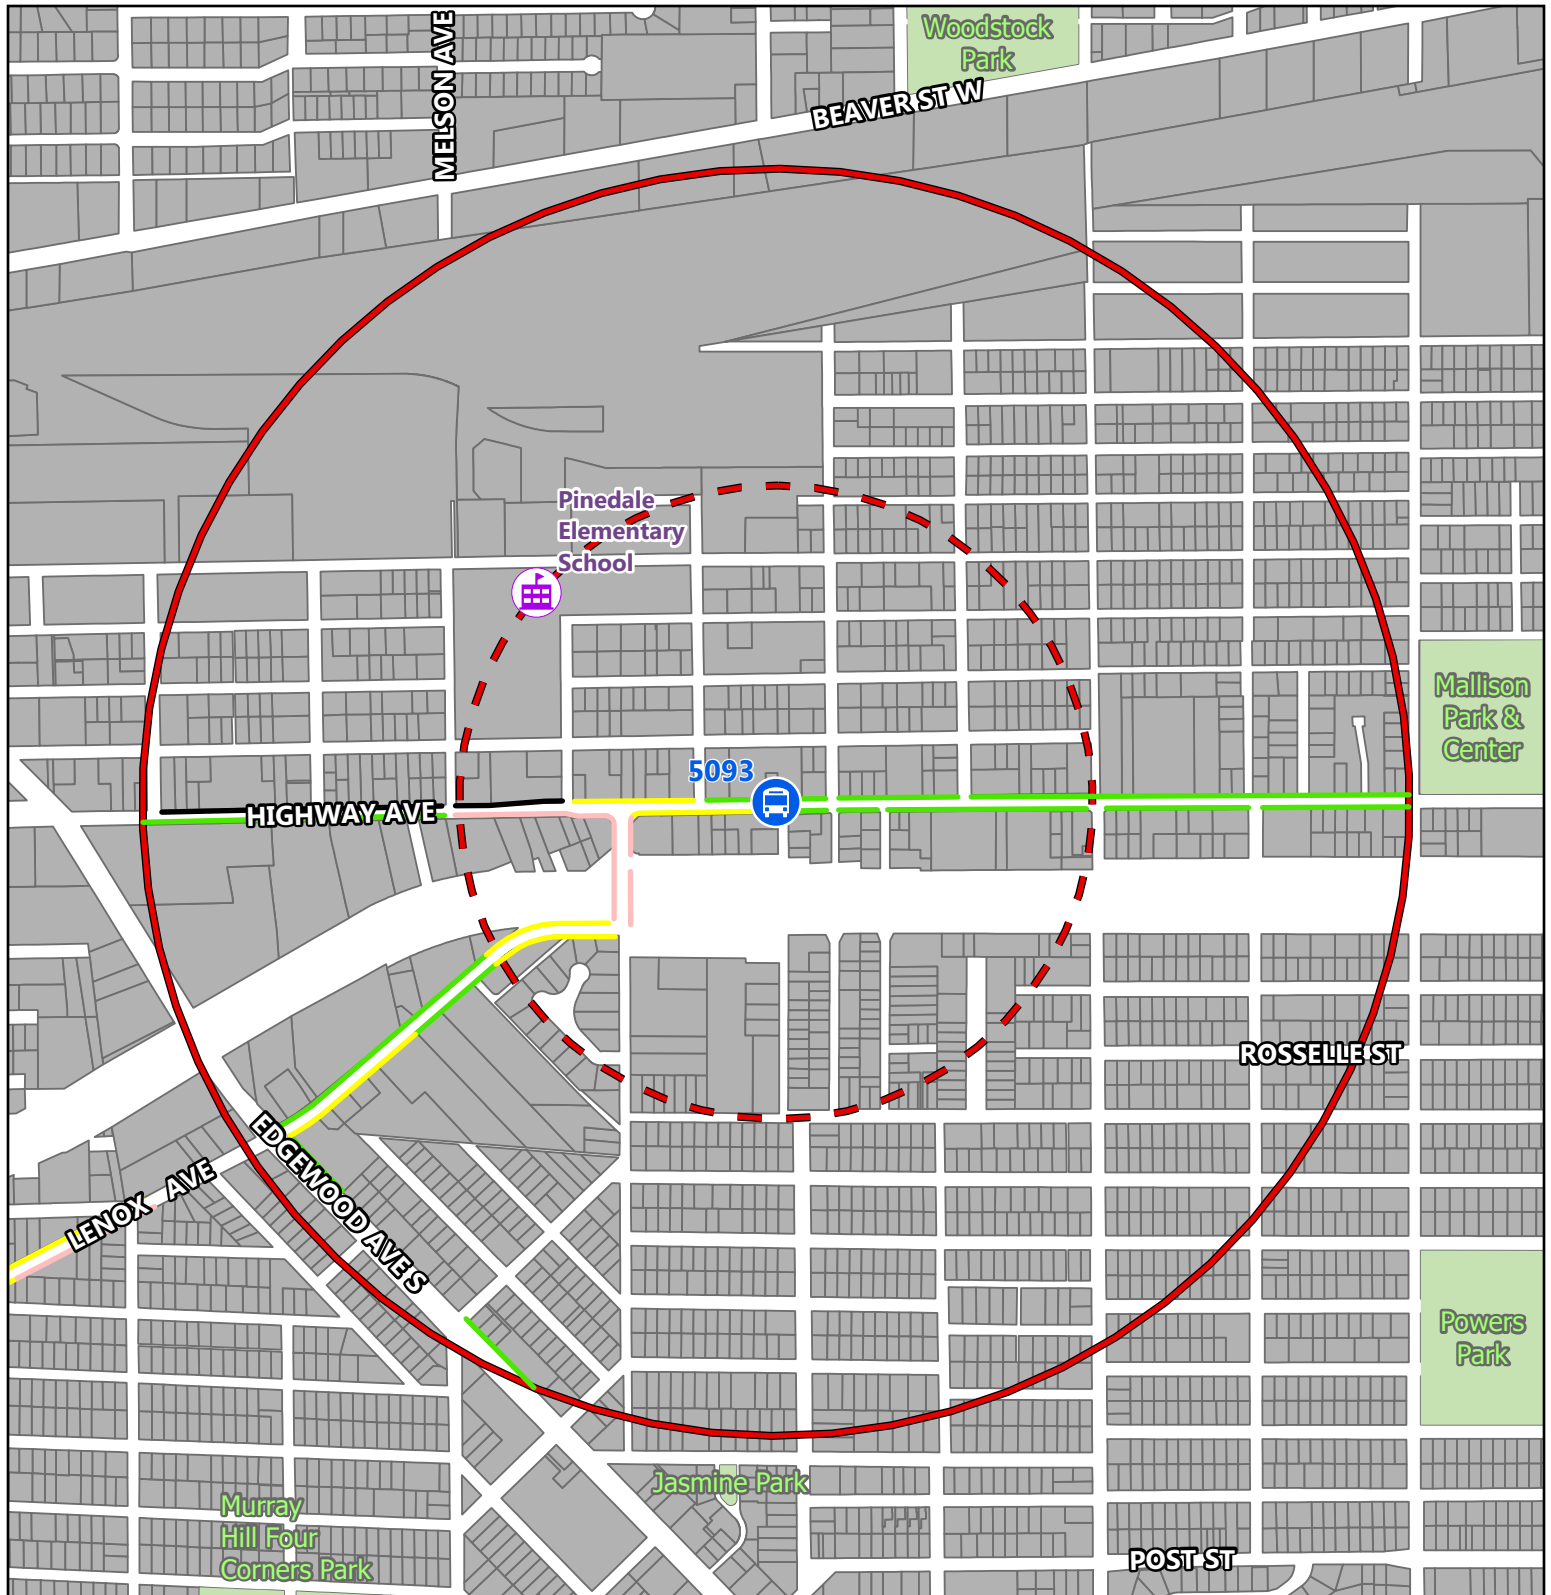 MELSON AVE
Woodstock
Park
BEAVER ST W
Pinedale
Elementary
School
Mallison
Park &
Center
5093
HIGHWAY AVE
ROSSELLE ST
EDGEWOOD AVE S
LENOX AVE
Powers
Park
Jasmine Park
Murray
Hill Four
Corners Park
POST ST